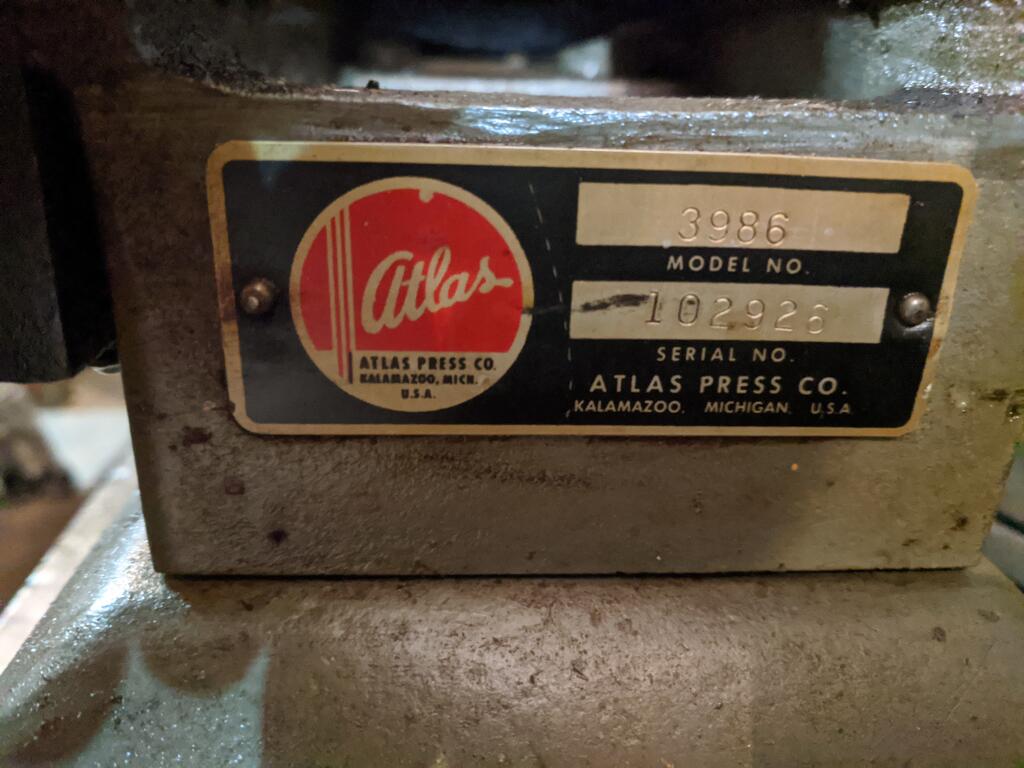 Atlas
ATLAS PRESS CO.
KALAMAZOO, MICH.
U.S.A.
3986
MODEL NO.
102926
SERIAL NO.
ATLAS PRESS CO.
KALAMAZOO, MICHIGAN U.S.A